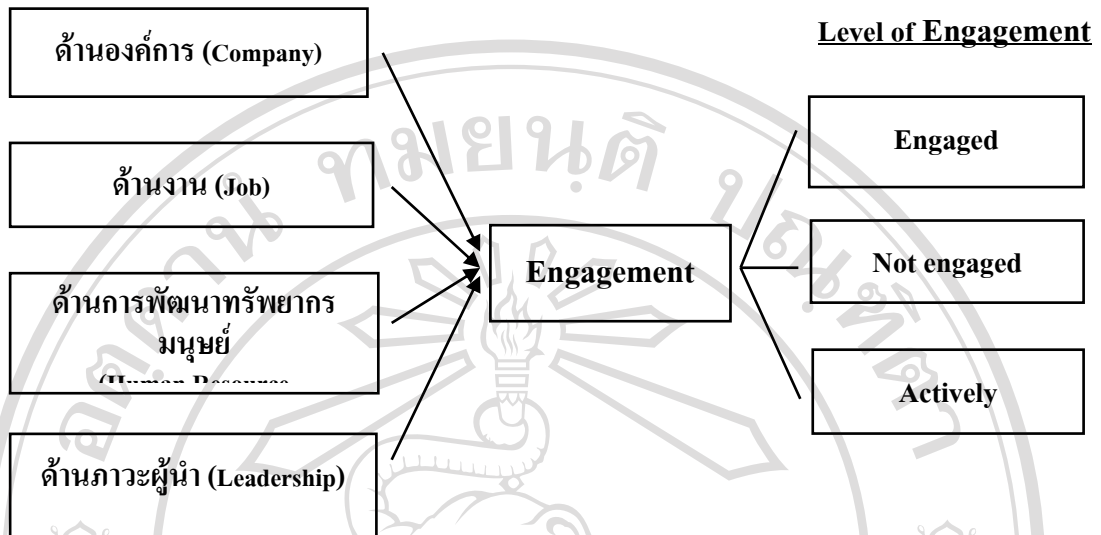 ด้านองค์การ (Company)
ด้านงาน (Job)
ด้านการพัฒนาทรัพยากร
มนุษย์
(Human Resource
ด้านภาวะผู้นำ (Leadership)
Engagement
Level of Engagement
Engaged
Not engaged
Actively